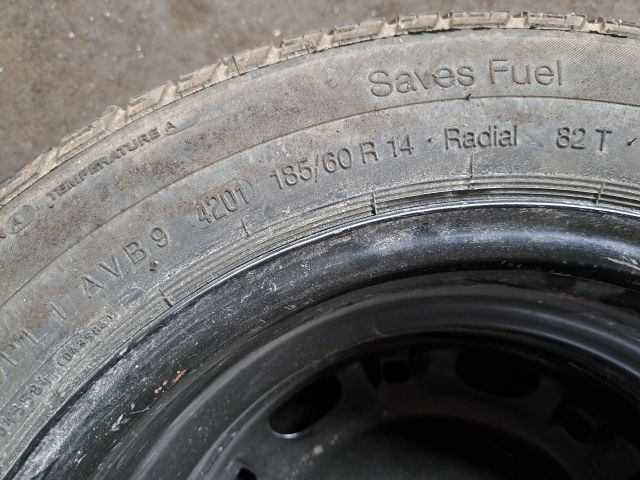 Saves Fuel
TEMPERATURE A
AVB9 4201 185/60 R 14 Radial 82 T